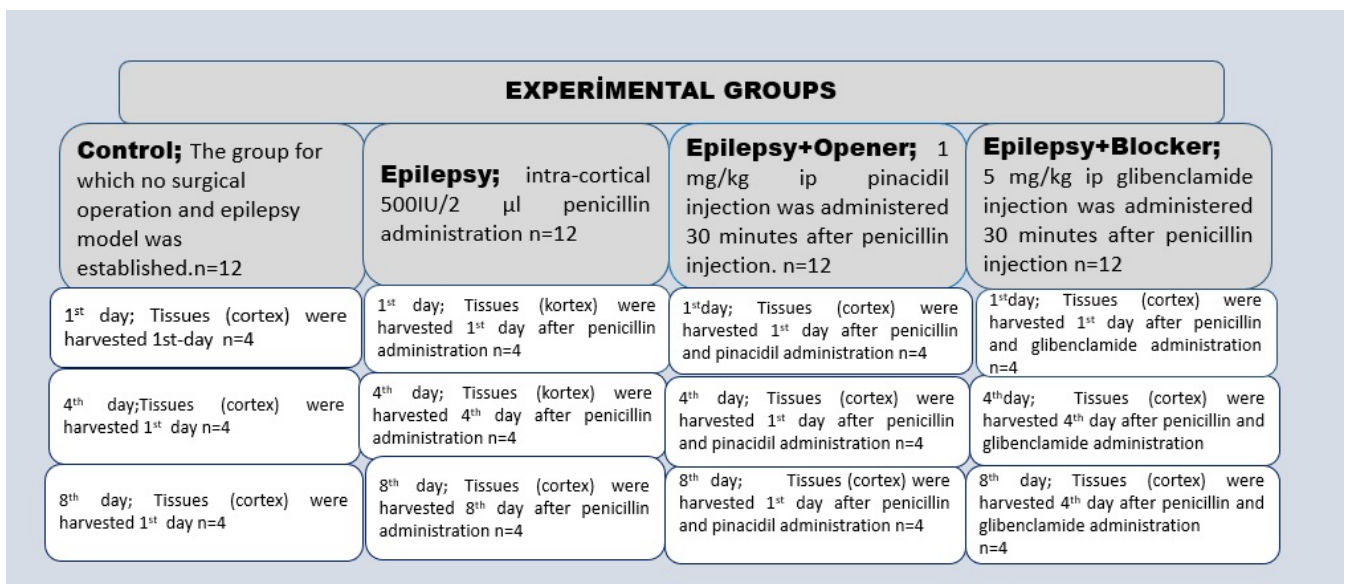 EXPERİMENTAL GROUPS
Control; The group for
which no surgical
operation and epilepsy
model was
established.n=12
Epilepsy; intra-cortical
500IU/2 µl penicillin
administration n=12
Epilepsy+Opener; 1
mg/kg ip pinacidil
injection was administered
30 minutes after penicillin
injection. n=12
Epilepsy+Blocker;
5 mg/kg ip glibenclamide
injection was administered
30 minutes after penicillin
injection n=12
1st day; Tissues (cortex) were
harvested 1st-day n=4
1st day; Tissues (kortex) were
harvested 1st day after penicillin
administration n=4
1stday; Tissues (cortex) were
harvested 1st day after penicillin
and pinacidil administration n=4
1stday; Tissues (cortex) were
harvested 1st day after penicillin
and glibenclamide administration
n=4
4th day;Tissues (cortex) were
harvested 1st day n=4
4th day; Tissues (kortex) were
harvested 4th day after penicillin
administration n=4
4th day; Tissues (cortex) were
harvested 1st day after penicillin
and pinacidil administration n=4
4thday; Tissues (cortex) were
harvested 4th day after penicillin and
glibenclamide administration
8th day; Tissues (cortex) were
harvested 1st day n=4
8th day; Tissues (cortex) were
harvested 8th day after penicillin
administration n=4
8th day; Tissues (cortex) were
harvested 1st day after penicillin
and pinacidil administration n=4
8th day; Tissues (cortex) were
harvested 4th day after penicillin and
glibenclamide administration
n=4